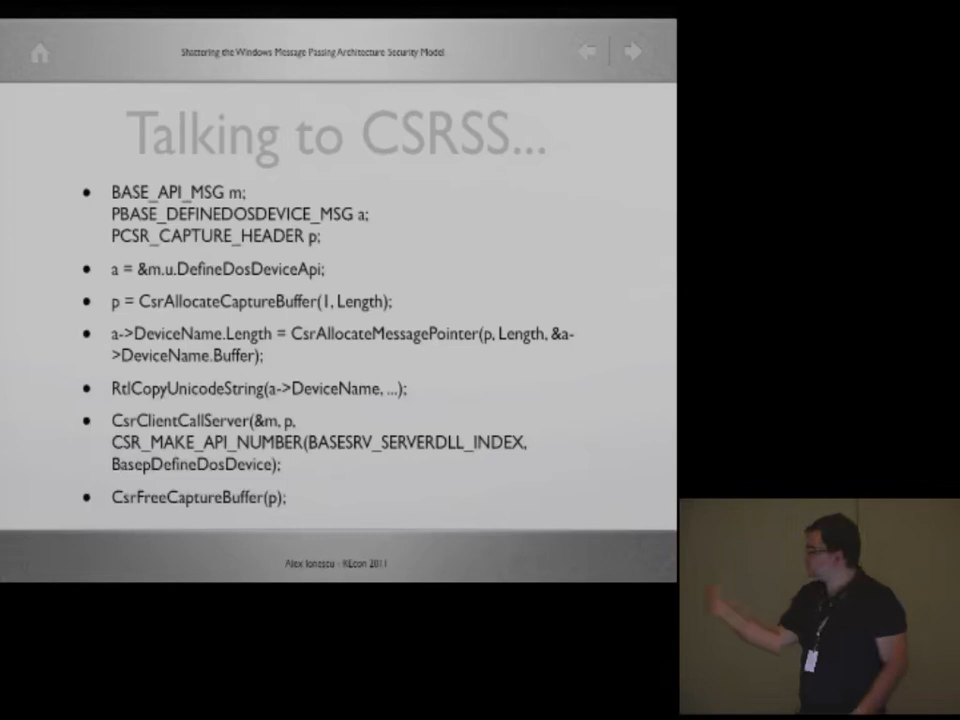 Shattering the Windows Message Passing Architecture Security Model
Talking to CSRSS...
BASE_API_MSG m;
PBASE_DEFINEDOSDEVICE_MSG a;
PCSR_CAPTURE_HEADER p;
a = &m.u.DefineDosDeviceApi;
p = CsrAllocateCaptureBuffer(1, Length);
a->DeviceName.Length = CsrAllocateMessagePointer(p, Length, &a-
>DeviceName.Buffer);
RtlCopyUnicodeString(a->DeviceName, ...);
CsrClientCallServer(&m, p,
CSR_MAKE_API_NUMBER(BASESRV_SERVERDLL_INDEX,
BasepDefineDosDevice);
CsrFreeCaptureBuffer(p);
Alex Ionescu - REcon 2011